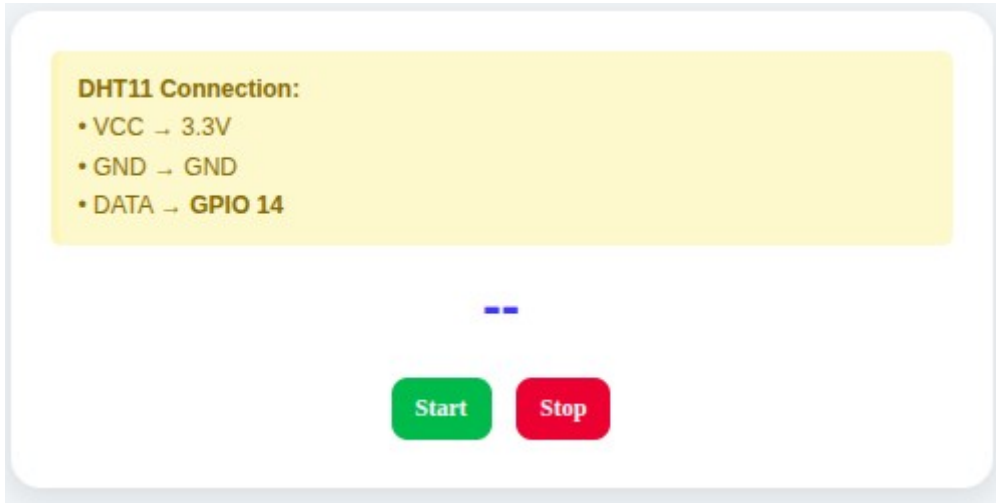 DHT11 Connection:
• VCC → 3.3V
• GND → GND
• DATA → GPIO 14
--
Start Stop